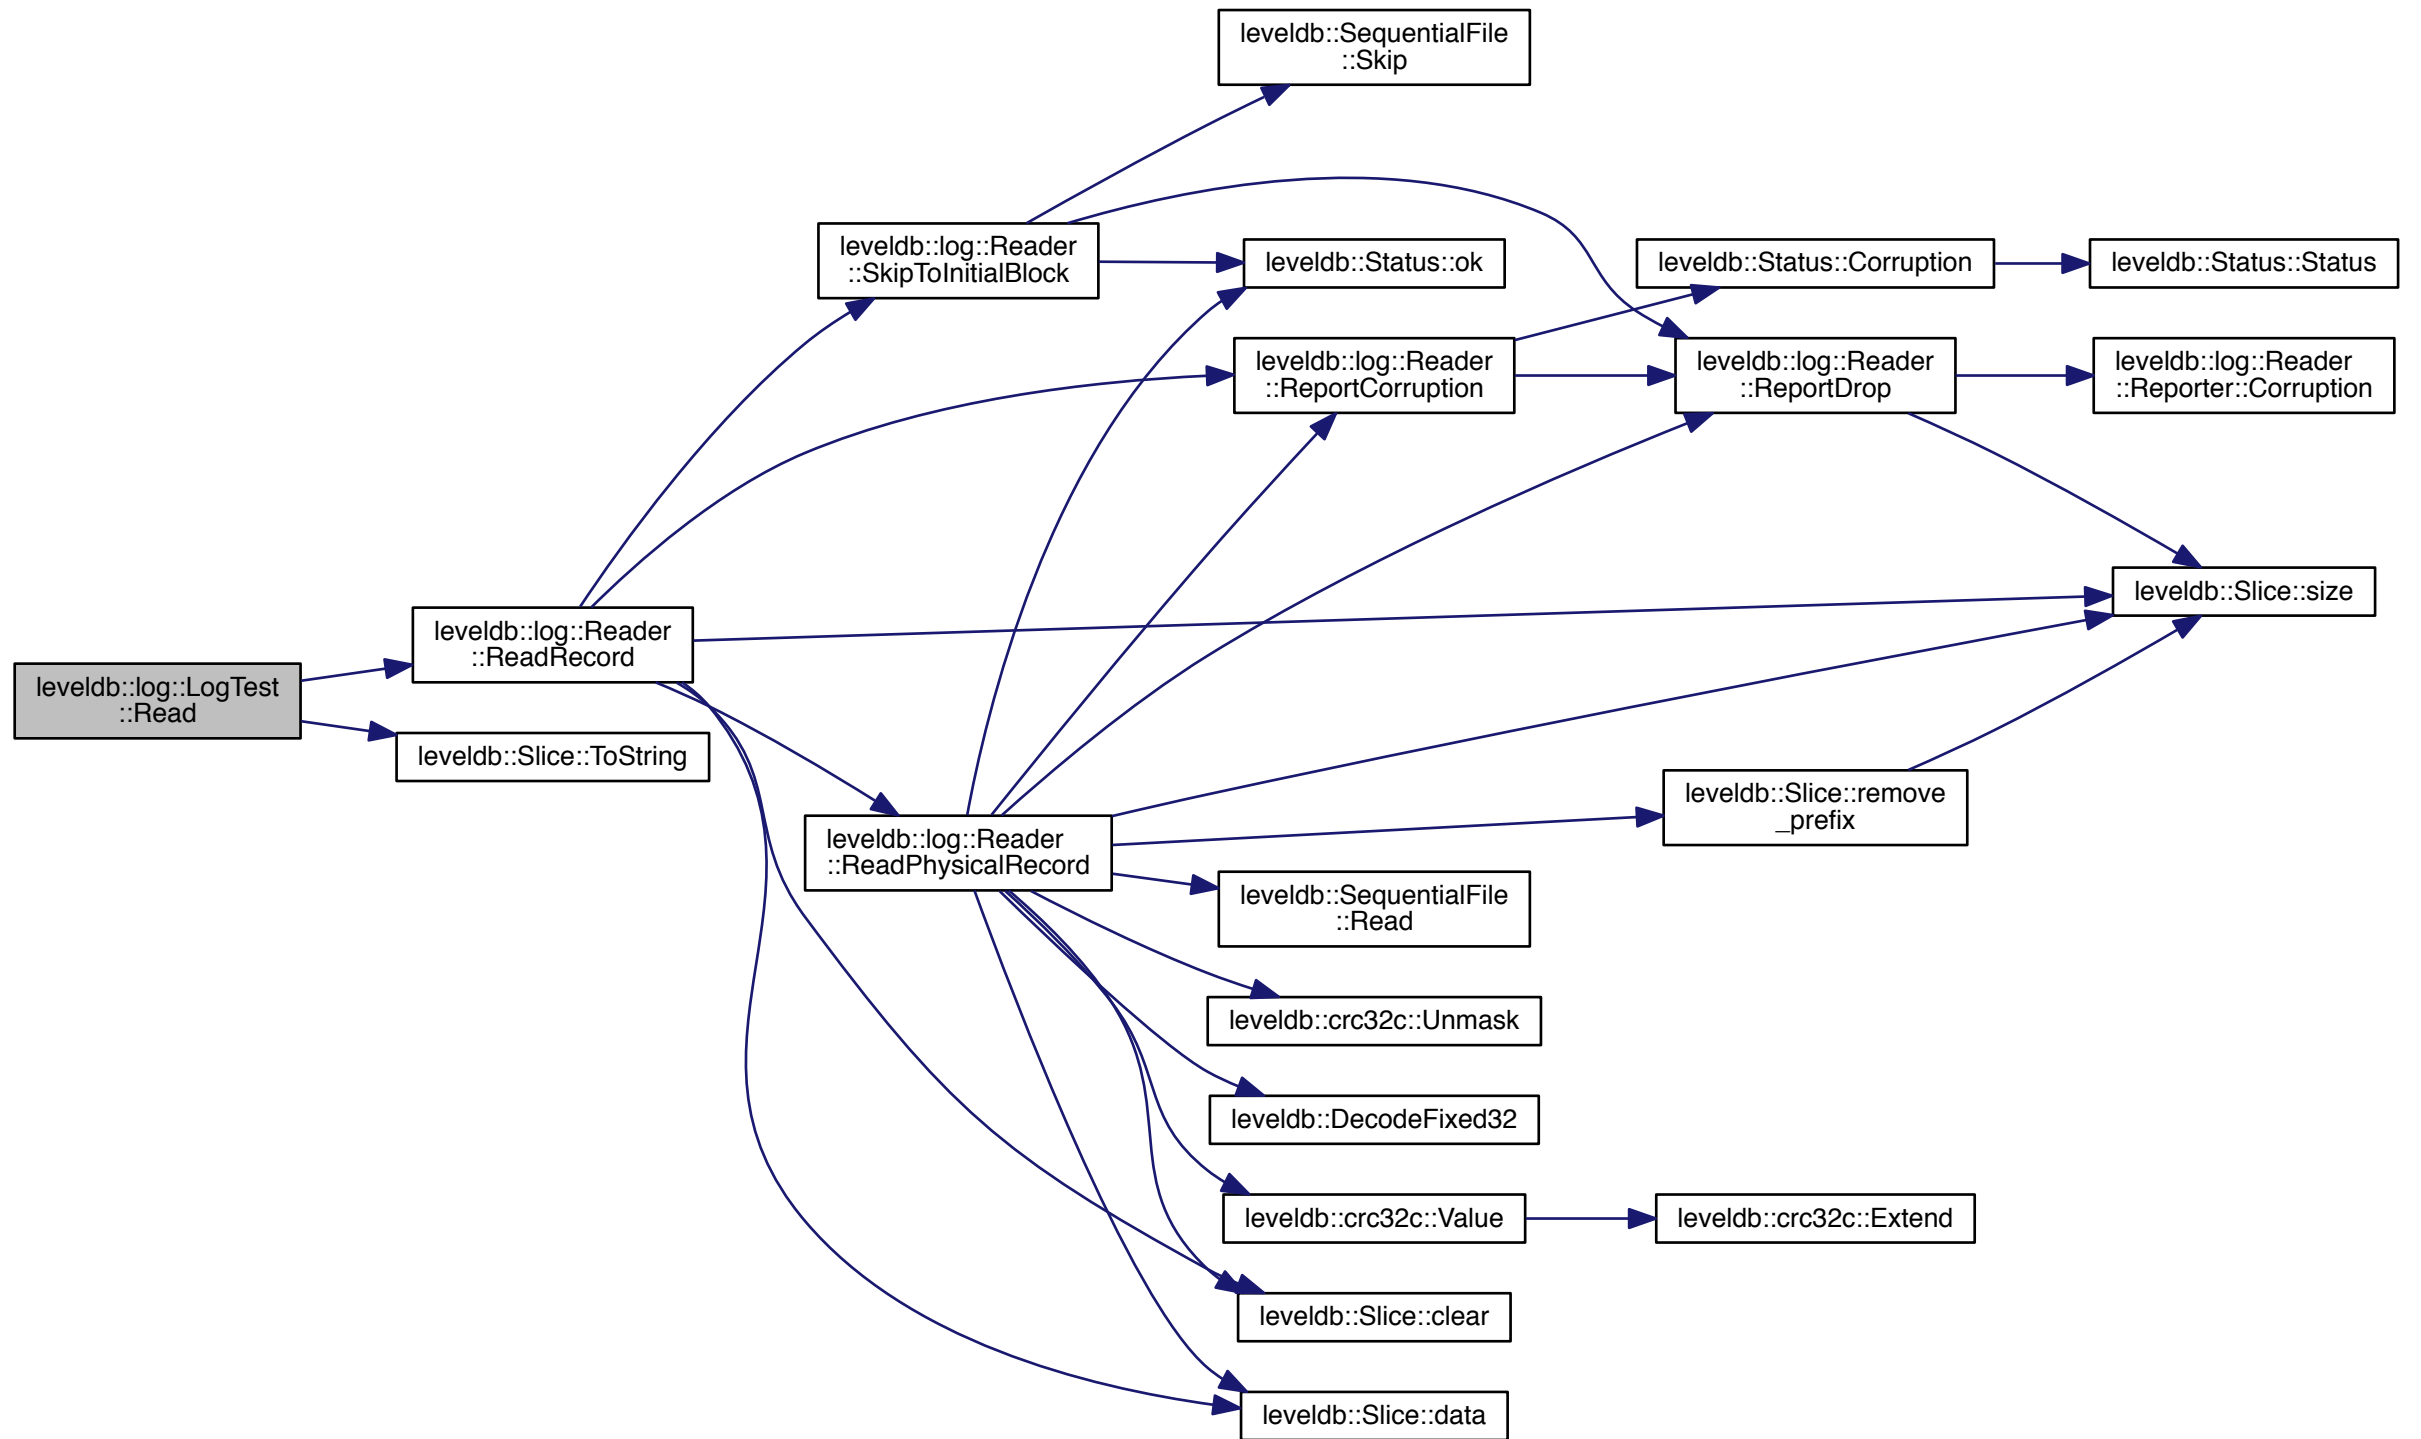 leveldb::SequentialFile
::Skip
leveldb::log::Reader
::SkipToInitialBlock
leveldb::Status::ok
leveldb::Status::Corruption
leveldb::Status::Status
leveldb::log::Reader
::ReportCorruption
leveldb::log::Reader
::ReportDrop
leveldb::log::Reader
::Reporter::Corruption
leveldb::Slice::size
leveldb::log::Reader
::ReadRecord
leveldb::log::LogTest
::Read
leveldb::Slice::ToString
leveldb::Slice::remove
_prefix
leveldb::log::Reader
::ReadPhysicalRecord
leveldb::SequentialFile
::Read
leveldb::crc32c::Unmask
leveldb::DecodeFixed32
leveldb::crc32c::Value
leveldb::crc32c::Extend
leveldb::Slice::clear
leveldb::Slice::data